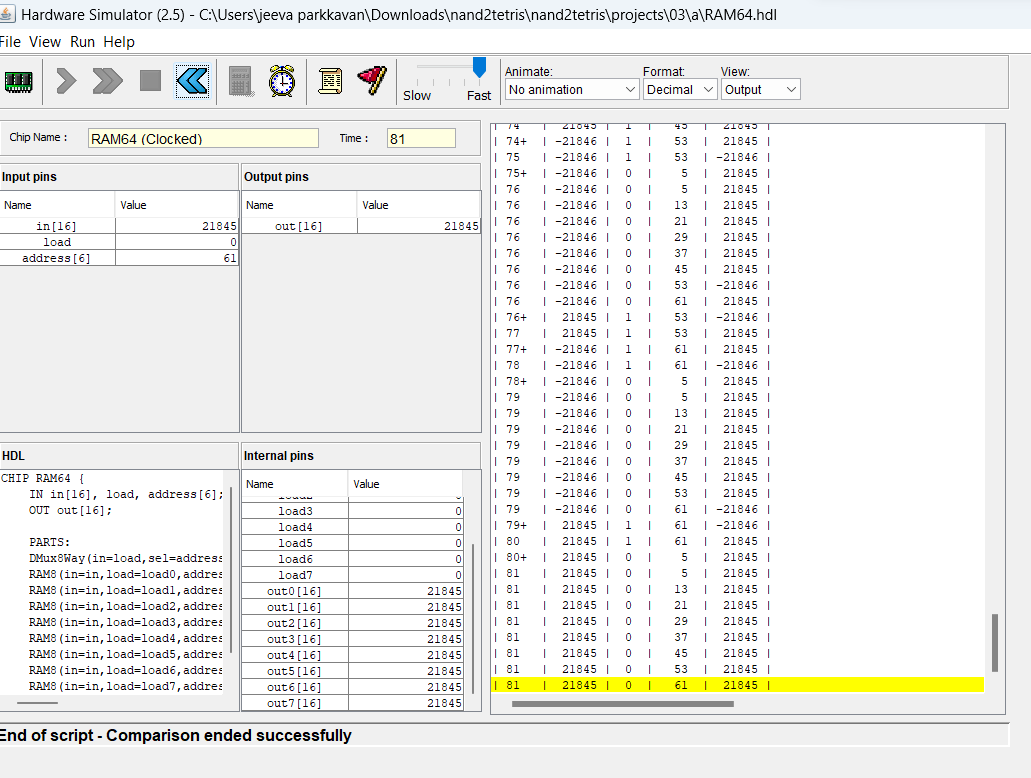 Hardware Simulator (2.5) - C:\Users\jeeva parkkavan\Downloads\nand2tetris\nand2tetris\projects\03\a\RAM64.hdl
File View Run Help
Slow Fast
Animate: Format: View:
No animation Decimal Output
Chip Name : RAM64 (Clocked) Time : 81
Input pins
Name Value
in[16] 21845
load 0
address[6] 61
Output pins
Name Value
out[16] 21845
HDL
CHIP RAM64 {
IN in[16], load, address[6];
OUT out[16];
PARTS:
DMux8Way(in=load,sel=address
RAM8(in=in,load=load0,addres
RAM8(in=in,load=load1,addres
RAM8(in=in,load=load2,addres
RAM8(in=in,load=load3,addres
RAM8(in=in,load=load4,addres
RAM8(in=in,load=load5,addres
RAM8(in=in,load=load6,addres
RAM8(in=in,load=load7,addres
Internal pins
Name Value
load2 0
load3 0
load4 0
load5 0
load6 0
load7 0
out0[16] 21845
out1[16] 21845
out2[16] 21845
out3[16] 21845
out4[16] 21845
out5[16] 21845
out6[16] 21845
out7[16] 21845
| 74 | 21845 | 1 | 45 | 21845 |
| 74+ | -21846 | 1 | 53 | 21845 |
| 75 | -21846 | 1 | 53 | -21846 |
| 75+ | -21846 | 0 | 5 | 21845 |
| 76 | -21846 | 0 | 5 | 21845 |
| 76 | -21846 | 0 | 13 | 21845 |
| 76 | -21846 | 0 | 21 | 21845 |
| 76 | -21846 | 0 | 29 | 21845 |
| 76 | -21846 | 0 | 37 | 21845 |
| 76 | -21846 | 0 | 45 | 21845 |
| 76 | -21846 | 0 | 53 | -21846 |
| 76 | -21846 | 0 | 61 | 21845 |
| 76+ | 21845 | 1 | 53 | -21846 |
| 77 | 21845 | 1 | 53 | 21845 |
| 77+ | -21846 | 1 | 61 | 21845 |
| 78 | -21846 | 1 | 61 | -21846 |
| 78+ | -21846 | 0 | 5 | 21845 |
| 79 | -21846 | 0 | 5 | 21845 |
| 79 | -21846 | 0 | 13 | 21845 |
| 79 | -21846 | 0 | 21 | 21845 |
| 79 | -21846 | 0 | 29 | 21845 |
| 79 | -21846 | 0 | 37 | 21845 |
| 79 | -21846 | 0 | 45 | 21845 |
| 79 | -21846 | 0 | 53 | 21845 |
| 79 | -21846 | 0 | 61 | -21846 |
| 79+ | 21845 | 1 | 61 | -21846 |
| 80 | 21845 | 1 | 61 | 21845 |
| 80+ | 21845 | 0 | 5 | 21845 |
| 81 | 21845 | 0 | 5 | 21845 |
| 81 | 21845 | 0 | 13 | 21845 |
| 81 | 21845 | 0 | 21 | 21845 |
| 81 | 21845 | 0 | 29 | 21845 |
| 81 | 21845 | 0 | 37 | 21845 |
| 81 | 21845 | 0 | 45 | 21845 |
| 81 | 21845 | 0 | 53 | 21845 |
| 81 | 21845 | 0 | 61 | 21845 |
End of script - Comparison ended successfully